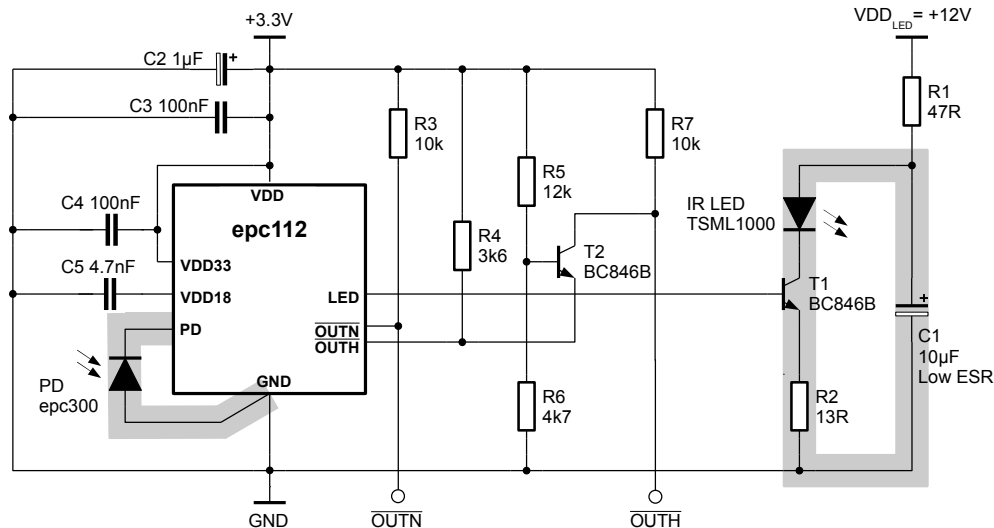 +3.3V
VDD LED = +12V
C2 1µF
+
C3 100nF
R3
10k
R7
10k
R1
47R
R5
12k
VDD
epc112
C4 100nF
IR LED
TSML1000
R4
3k6
T2
BC846B
VDD33
C5 4.7nF
VDD18
LED
T1
BC846B
+
PD
OUTN
OUTH
C1
10µF
Low ESR
GND
PD
epc300
R6
4k7
R2
13R
GND
OUTN
OUTH